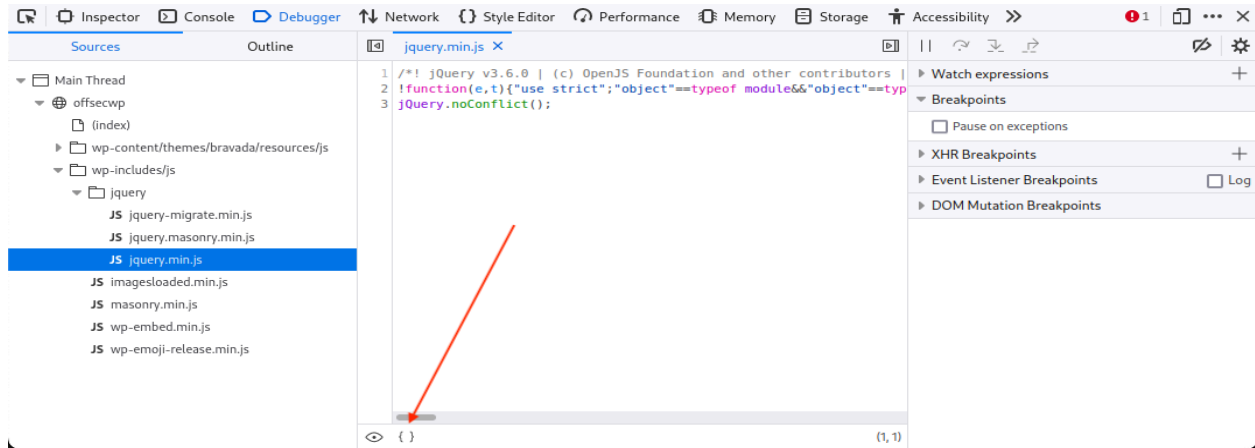 Inspector Console Debugger Network {} Style Editor Performance Memory Storage Accessibility 1
Sources Outline jquery.min.js
Main Thread
offsecwp
(index)
wp-content/themes/bravada/resources/js
wp-includes/js
jquery
JS jquery-migrate.min.js
JS jquery.masonry.min.js
JS jquery.min.js
JS imagesloaded.min.js
JS masonry.min.js
JS wp-embed.min.js
JS wp-emoji-release.min.js
1 /*! jQuery v3.6.0 | (c) OpenJS Foundation and other contributors |
2 !function(e,t){"use strict";"object"==typeof module&&"object"==typ
3 jQuery.noConflict();
{ } (1, 1)
Watch expressions
Breakpoints
Pause on exceptions
XHR Breakpoints
Event Listener Breakpoints Log
DOM Mutation Breakpoints